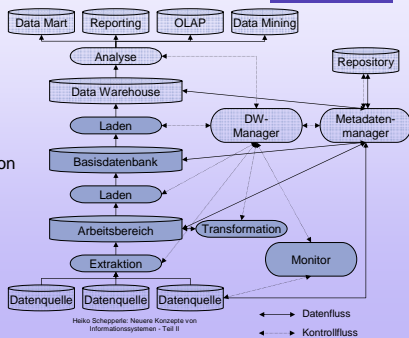 Data Mart Reporting OLAP Data Mining
Analyse
Repository
Data Warehouse
Laden
DW-
Manager
Metadaten-
manager
on
Basisdatenbank
Laden
Arbeitsbereich
Transformation
Extraktion
Monitor
Datenquelle Datenquelle Datenquelle
Heiko Schepperle: Neuere Konzepte von
Informationssystemen - Teil II
Datenfluss
Kontrollfluss